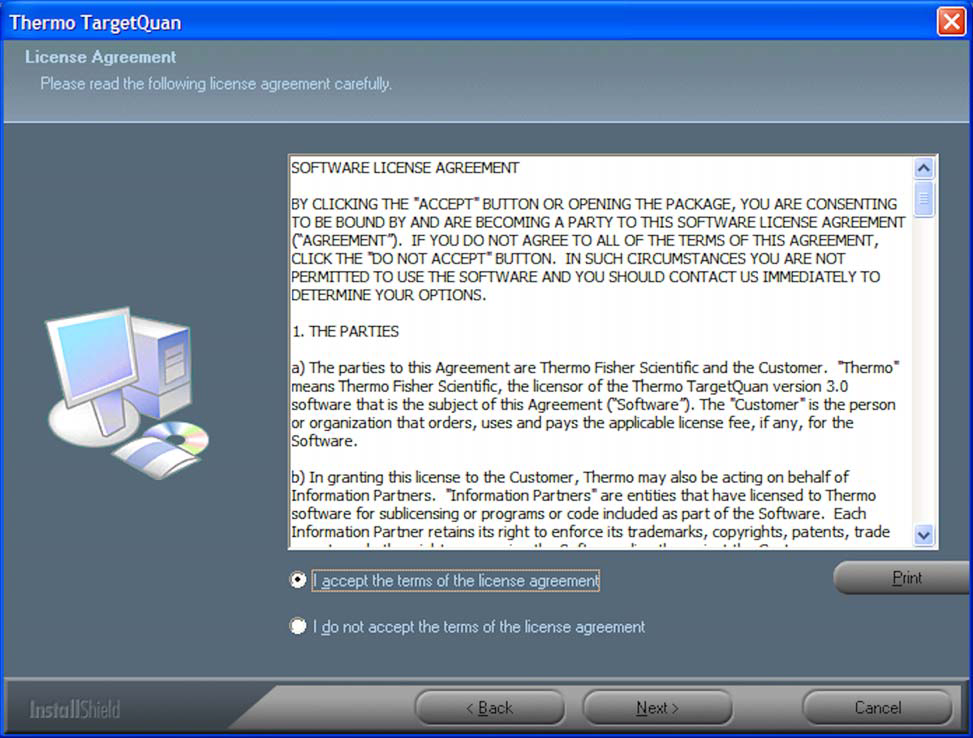 Thermo TargetQuan
License Agreement
Please read the following license agreement carefully.
SOFTWARE LICENSE AGREEMENT
BY CLICKING THE "ACCEPT" BUTTON OR OPENING THE PACKAGE, YOU ARE CONSENTING
TO BE BOUND BY AND ARE BECOMING A PARTY TO THIS SOFTWARE LICENSE AGREEMENT
(“AGREEMENT”).  IF YOU DO NOT AGREE TO ALL OF THE TERMS OF THIS AGREEMENT,
CLICK THE "DO NOT ACCEPT" BUTTON.  IN SUCH CIRCUMSTANCES YOU ARE NOT
PERMITTED TO USE THE SOFTWARE AND YOU SHOULD CONTACT US IMMEDIATELY TO
DETERMINE YOUR OPTIONS.
1. THE PARTIES
a) The parties to this Agreement are Thermo Fisher Scientific and the Customer.  "Thermo"
means Thermo Fisher Scientific, the licensor of the Thermo TargetQuan version 3.0
software that is the subject of this Agreement (“Software”). The "Customer" is the person
or organization that orders, uses and pays the applicable license fee, if any, for the
Software.
b) In granting this license to the Customer, Thermo may also be acting on behalf of
Information Partners.  "Information Partners" are entities that have licensed to Thermo
software for sublicensing or programs or code included as part of the Software.  Each
Information Partner retains its right to enforce its trademarks, copyrights, patents, trade
I accept the terms of the license agreement
Print
I do not accept the terms of the license agreement
InstallShield
< Back
Next >
Cancel